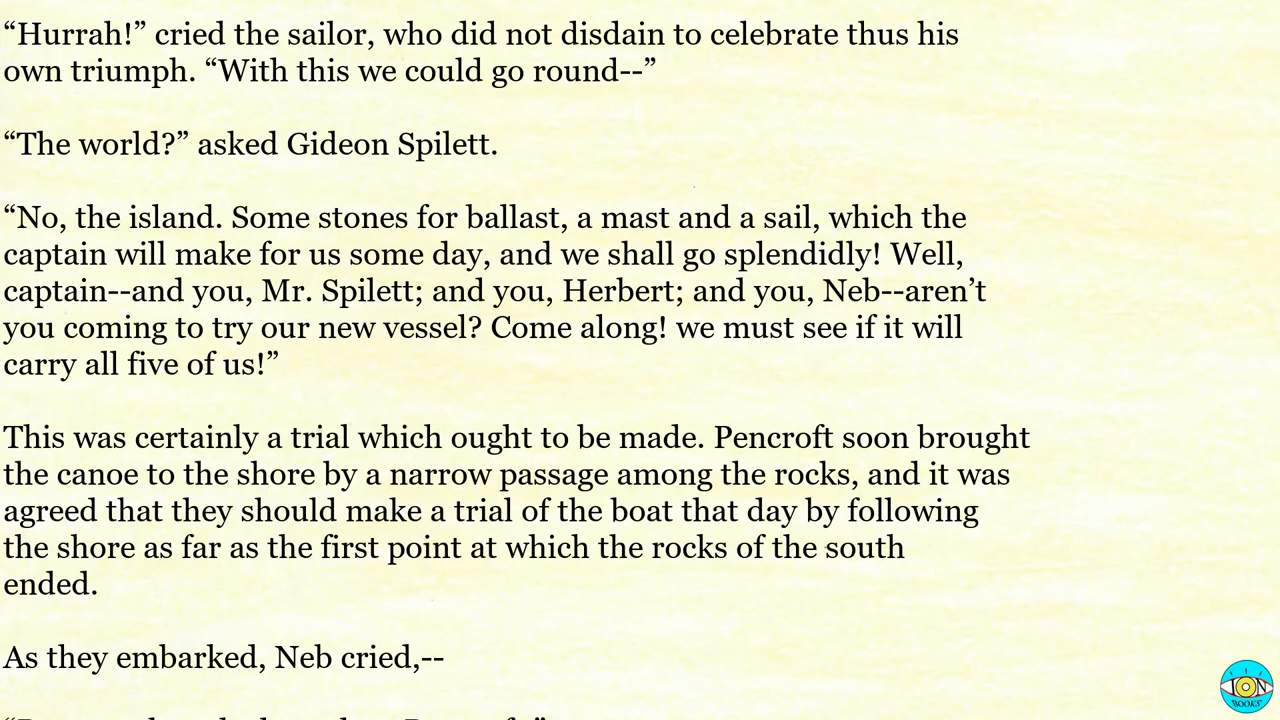 “Hurrah!” cried the sailor, who did not disdain to celebrate thus his
own triumph. “With this we could go round--”
“The world?” asked Gideon Spilett.
“No, the island. Some stones for ballast, a mast and a sail, which the
captain will make for us some day, and we shall go splendidly! Well,
captain--and you, Mr. Spilett; and you, Herbert; and you, Neb--aren’t
you coming to try our new vessel? Come along! we must see if it will
carry all five of us!”
This was certainly a trial which ought to be made. Pencroft soon brought
the canoe to the shore by a narrow passage among the rocks, and it was
agreed that they should make a trial of the boat that day by following
the shore as far as the first point at which the rocks of the south
ended.
As they embarked, Neb cried,--
ION
BOOKS